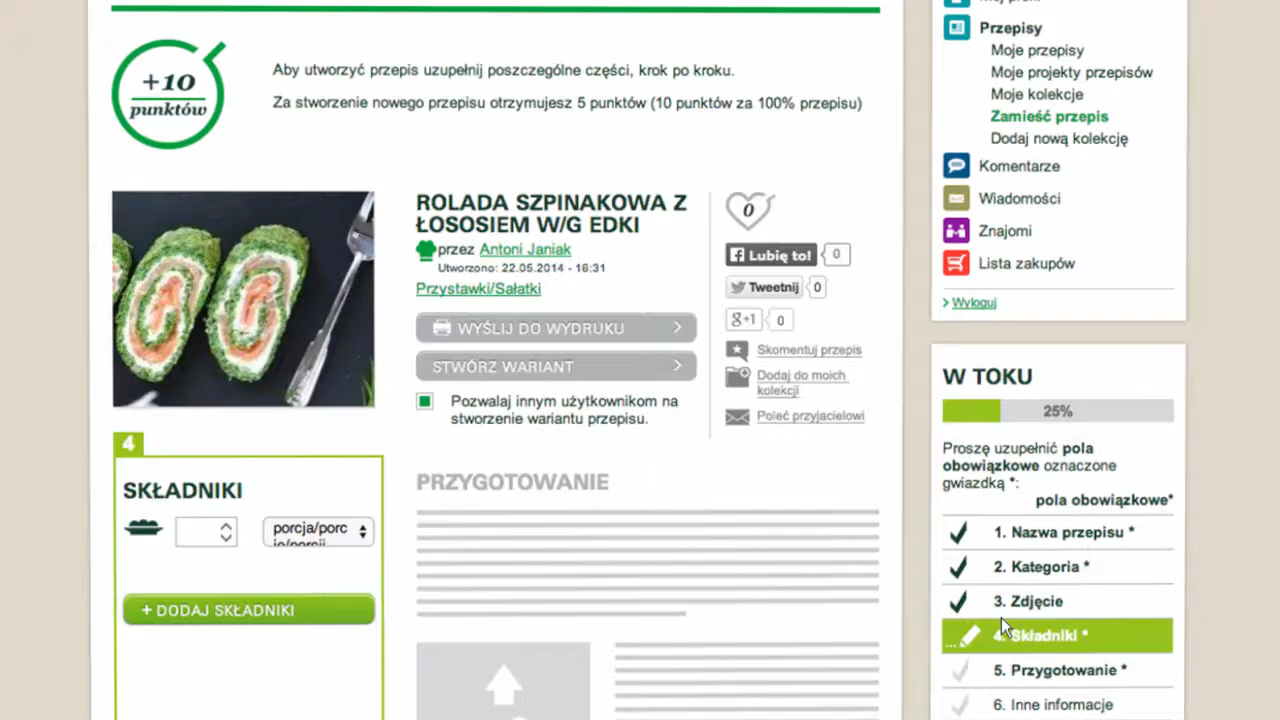 +10
punktów
Aby utworzyć przepis uzupełnij poszczególne części, krok po kroku.
Za stworzenie nowego przepisu otrzymujesz 5 punktów (10 punktów za 100% przepisu)
ROLADA SZPINAKOWA Z
ŁOSOSIEM W/G EDKI
przez Antoni Janiak
Utworzono: 22.05.2014 - 16:31
Przystawki/Sałatki
WYŚLIJ DO WYDRUKU
STWÓRZ WARIANT
Pozwalaj innym użytkownikom na
stworzenie wariantu przepisu.
0
Lubię to! 0
Tweetnij 0
g+1 0
Skomentuj przepis
Dodaj do moich
kolekcji
Poleć przyjacielowi
4
SKŁADNIKI
porcja/porc
je/porcji
+ DODAJ SKŁADNIKI
PRZYGOTOWANIE
Przepisy
Moje przepisy
Moje projekty przepisów
Moje kolekcje
Zamieść przepis
Dodaj nową kolekcję
Komentarze
Wiadomości
Znajomi
Lista zakupów
Wyloguj
W TOKU
25%
Proszę uzupełnić pola
obowiązkowe oznaczone
gwiazdką *:
pola obowiązkowe*
1. Nazwa przepisu *
2. Kategoria *
3. Zdjęcie
... 4. Składniki *
5. Przygotowanie *
6. Inne informacje